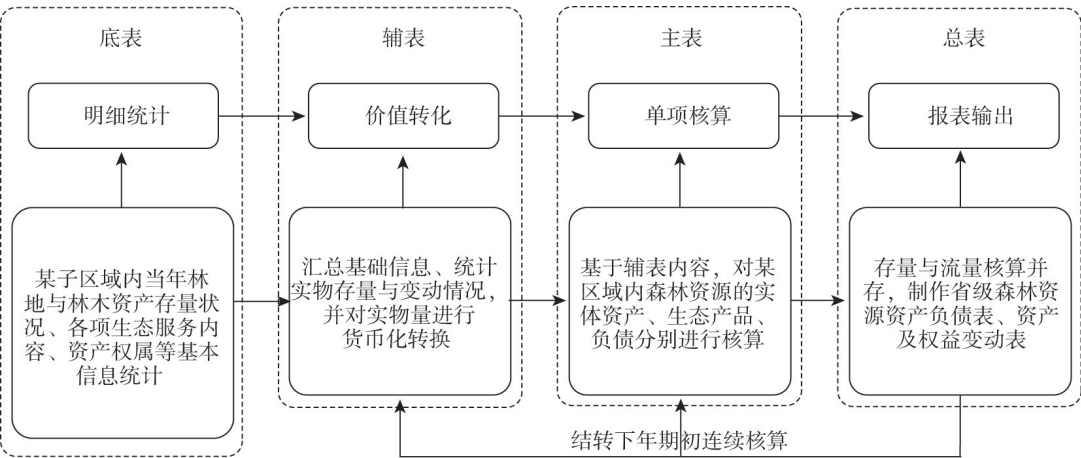 底表
明细统计
某子区域内当年林
地与林木资产存量状
况、各项生态服务内
容、资产权属等基本
信息统计
辅表
价值转化
汇总基础信息、统计
实物存量与变动情况，
并对实物量进行
货币化转换
主表
单项核算
基于辅表内容，对某
区域内森林资源的实
体资产、生态产品、
负债分别进行核算
总表
报表输出
存量与流量核算并
存，制作省级森林资
源资产负债表、资产
及权益变动表
结转下年期初连续核算